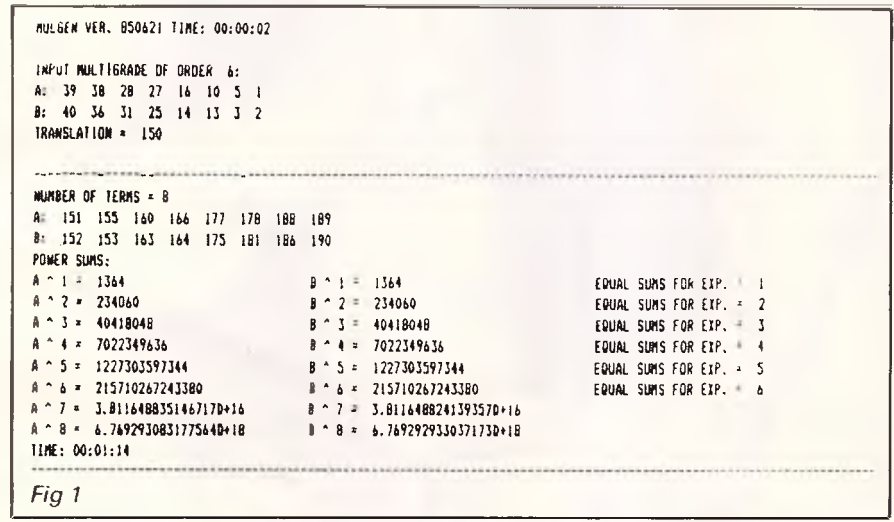 MULGEN VER. 850621 TIME: 00:00:02
INPUT MULTIGRADE OF ORDER 6:
A: 39 38 28 27 16 10 5 1
B: 40 36 31 25 14 13 3 2
TRANSLATION = 150
NUMBER OF TERMS = 8
A: 151 155 160 166 177 178 188 189
B: 152 153 163 164 175 181 186 190
POWER SUMS:
A ^ 1 = 1364 B ^ 1 = 1364 EQUAL SUMS FOR EXP. = 1
A ^ 2 = 234060 B ^ 2 = 234060 EQUAL SUMS FOR EXP. = 2
A ^ 3 = 40418048 B ^ 3 = 40418048 EQUAL SUMS FOR EXP. = 3
A ^ 4 = 7022349636 B ^ 4 = 7022349636 EQUAL SUMS FOR EXP. = 4
A ^ 5 = 1227303597344 B ^ 5 = 1227303597344 EQUAL SUMS FOR EXP. = 5
A ^ 6 = 215710267243380 B ^ 6 = 215710267243380 EQUAL SUMS FOR EXP. = 6
A ^ 7 = 3.811648835146717D+16 B ^ 7 = 3.811648824139357D+16
A ^ 8 = 6.769293083177564D+18 B ^ 8 = 6.769292933037173D+18
TIME: 00:01:14
Fig 1